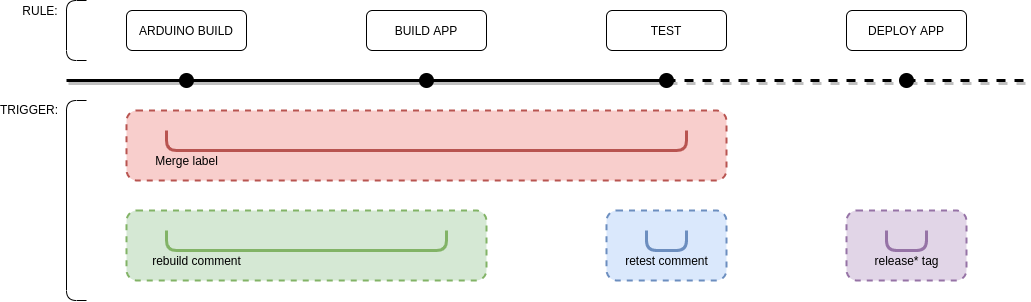 RULE:
ARDUINO BUILD
BUILD APP
TEST
DEPLOY APP
TRIGGER:
Merge label
rebuild comment
retest comment
release* tag